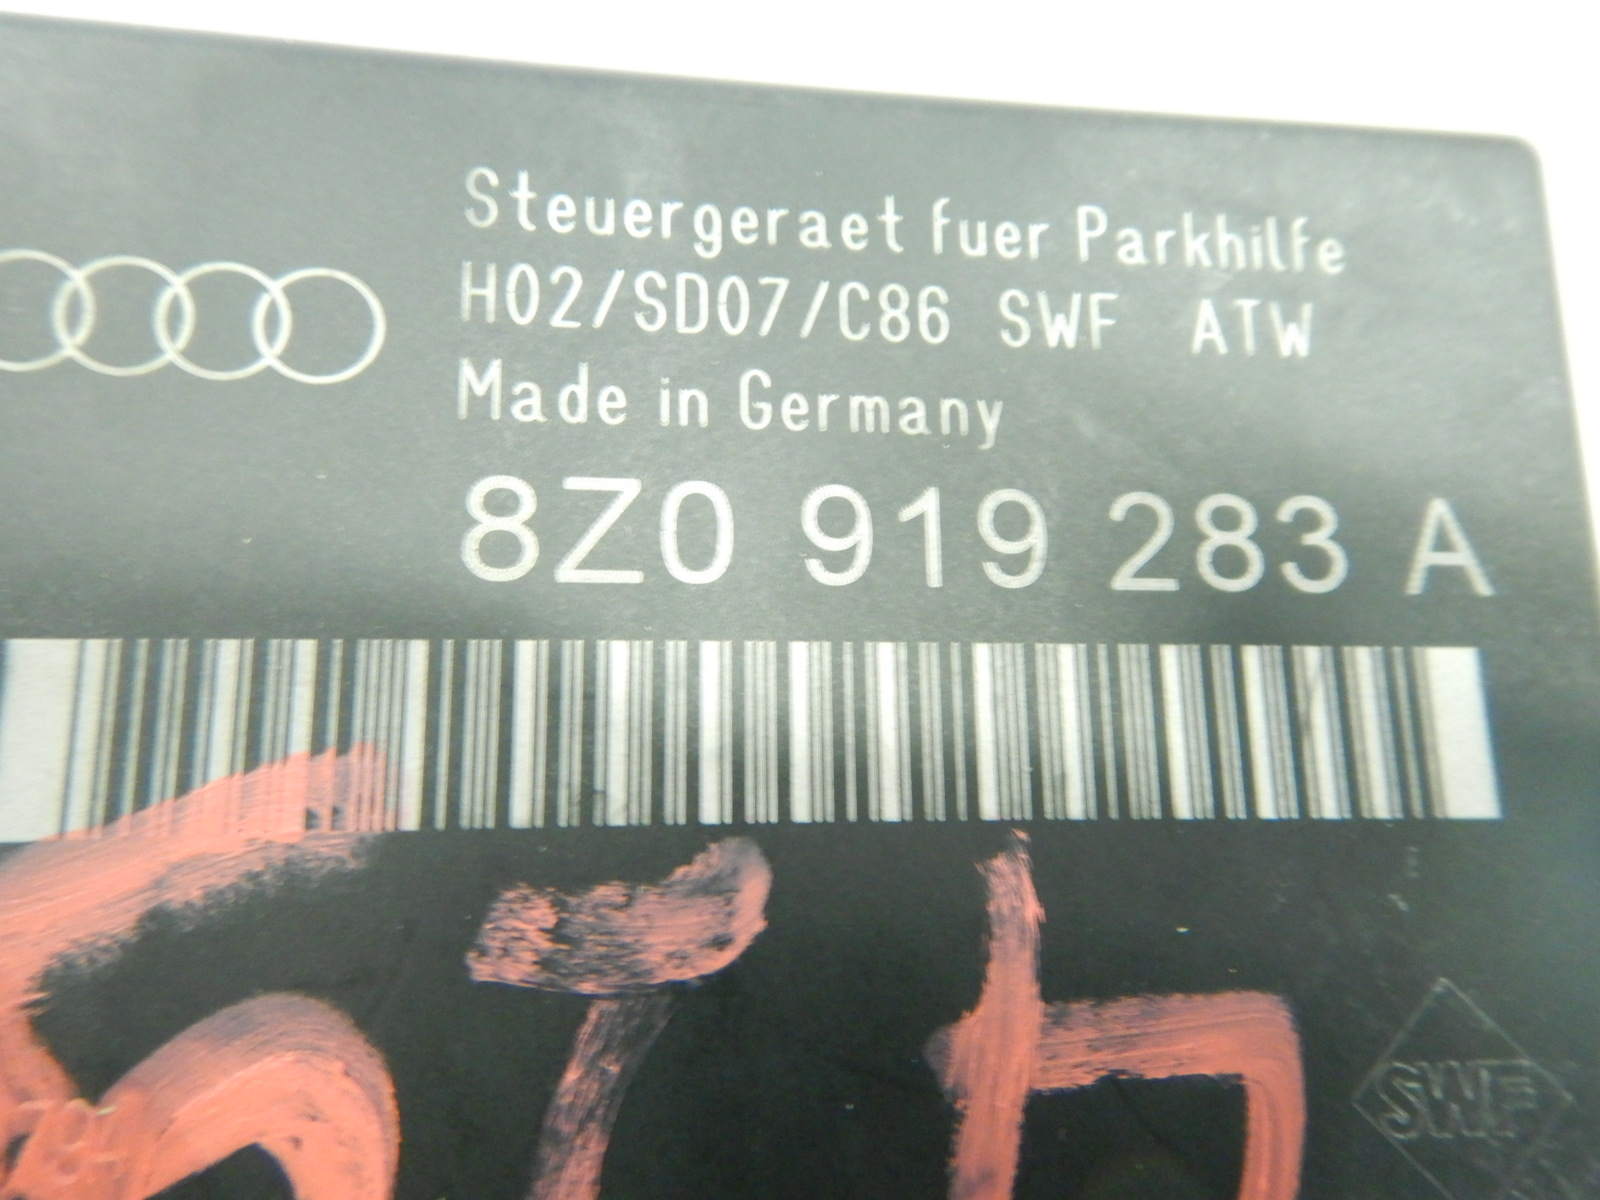 Steuergeraet fuer Parkhilfe
H02/SD07/C86 SWF ATW
Made in Germany
8Z0 919 283 A
SWF